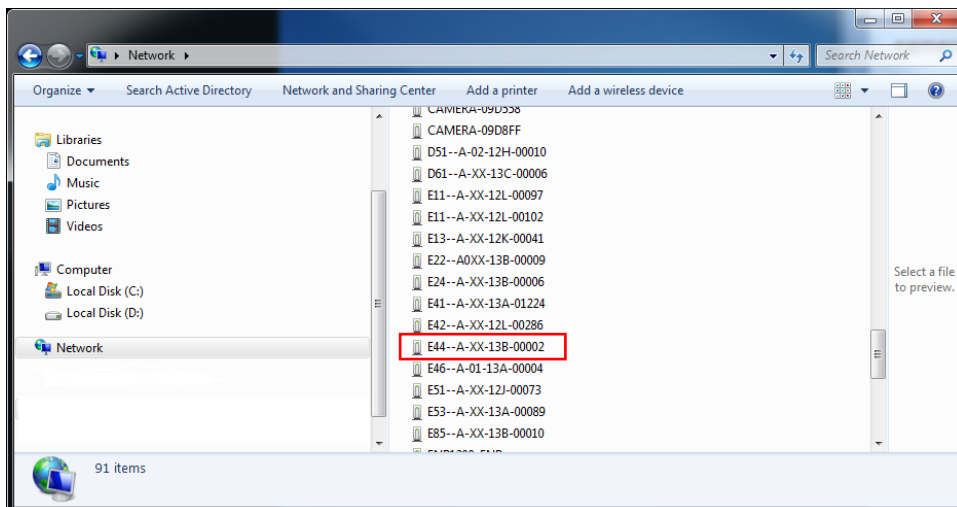 Network
Search Network
Organize
Search Active Directory
Network and Sharing Center
Add a printer
Add a wireless device
Libraries
Documents
Music
Pictures
Videos
Computer
Local Disk (C:)
Local Disk (D:)
Network
CAMERA-09D558
CAMERA-09D8FF
D51--A-02-12H-00010
D61--A-XX-13C-00006
E11--A-XX-12L-00097
E11--A-XX-12L-00102
E13--A-XX-12K-00041
E22--A0XX-13B-00009
E24--A-XX-13B-00006
E41--A-XX-13A-01224
E42--A-XX-12L-00286
E44--A-XX-13B-00002
E46--A-01-13A-00004
E51--A-XX-12J-00073
E53--A-XX-13A-00089
E85--A-XX-13B-00010
Select a file
to preview.
91 items